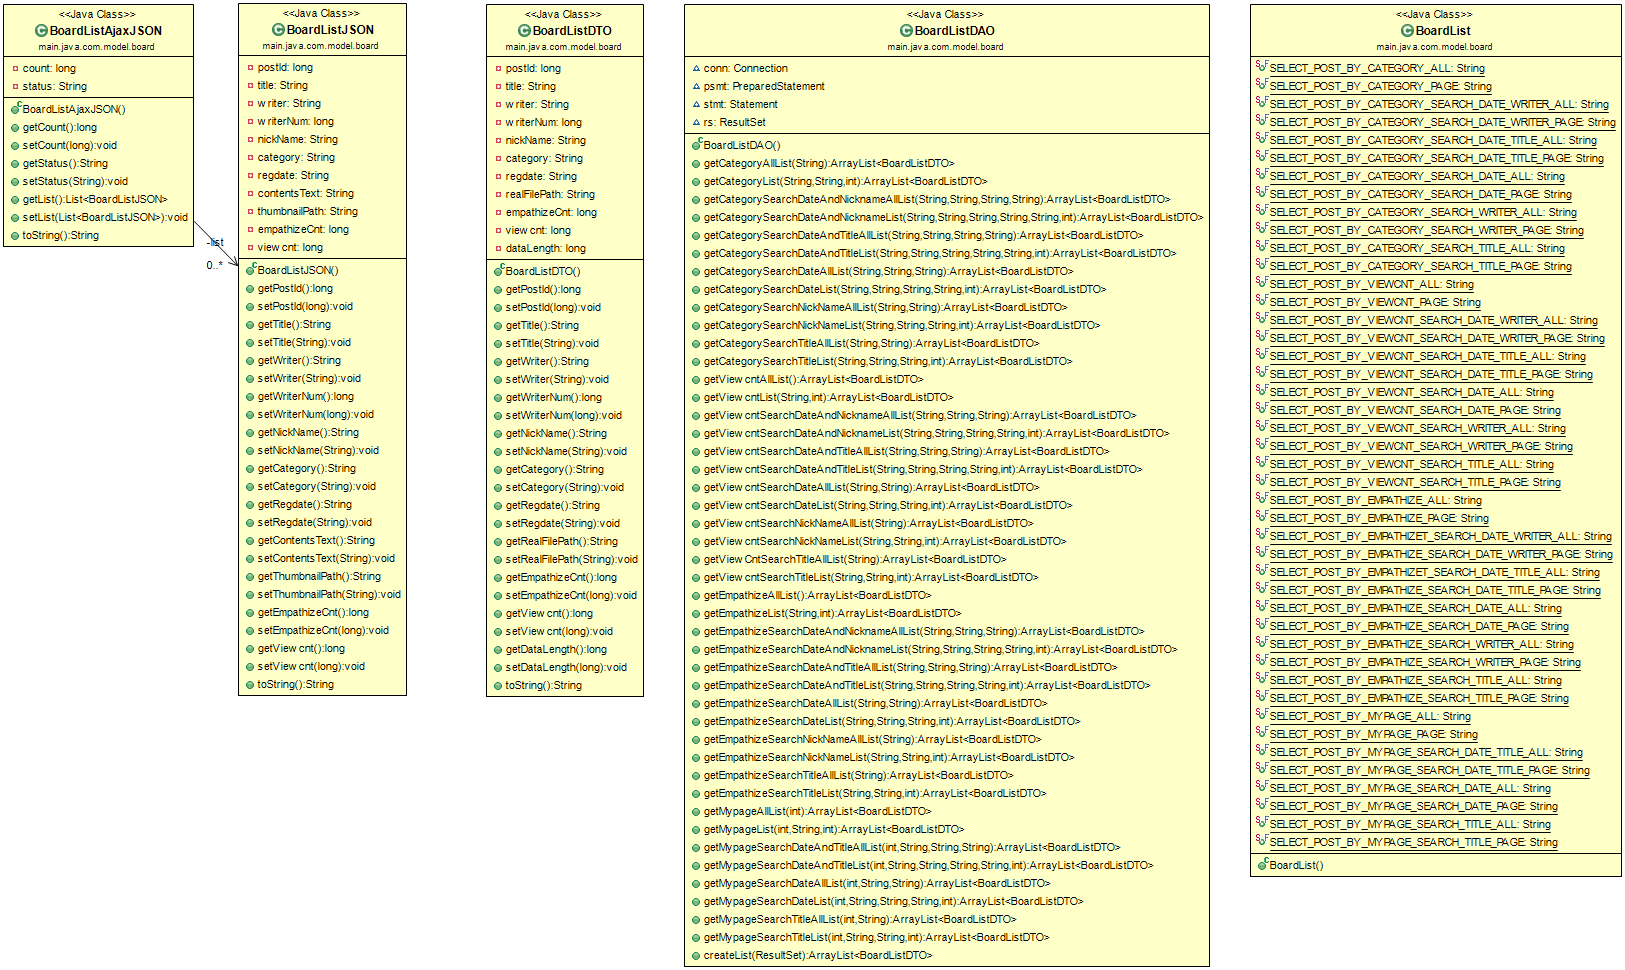 <<Java Class>>
BoardListAjaxJSON
main.java.com.model.board
count: long
status: String
BoardListAjaxJSON()
getCount():long
setCount(long):void
getStatus():String
setStatus(String):void
getList():List<BoardListJSON>
setList(List<BoardListJSON>):void
toString():String
-list
0..*
<<Java Class>>
BoardListJSON
main.java.com.model.board
postId: long
title: String
writer: String
writerNum: long
nickName: String
category: String
regdate: String
contentsText: String
thumbnailPath: String
empathizeCnt: long
viewcnt: long
BoardListJSON()
getPostId():long
setPostId(long):void
getTitle():String
setTitle(String):void
getWriter():String
setWriter(String):void
getWriterNum():long
setWriterNum(long):void
getNickName():String
setNickName(String):void
getCategory():String
setCategory(String):void
getRegdate():String
setRegdate(String):void
getContentsText():String
setContentsText(String):void
getThumbnailPath():String
setThumbnailPath(String):void
getEmpathizeCnt():long
setEmpathizeCnt(long):void
getViewcnt():long
setViewcnt(long):void
toString():String
<<Java Class>>
BoardListDTO
main.java.com.model.board
postId: long
title: String
writer: String
writerNum: long
nickName: String
category: String
regdate: String
realFilePath: String
empathizeCnt: long
viewcnt: long
dataLength: long
BoardListDTO()
getPostId():long
setPostId(long):void
getTitle():String
setTitle(String):void
getWriter():String
setWriter(String):void
getWriterNum():long
setWriterNum(long):void
getNickName():String
setNickName(String):void
getCategory():String
setCategory(String):void
getRegdate():String
setRegdate(String):void
getRealFilePath():String
setRealFilePath(String):void
getEmpathizeCnt():long
setEmpathizeCnt(long):void
getViewcnt():long
setViewcnt(long):void
getDataLength():long
setDataLength(long):void
toString():String
<<Java Class>>
BoardListDAO
main.java.com.model.board
conn: Connection
psmt: PreparedStatement
stmt: Statement
rs: ResultSet
BoardListDAO()
getCategoryAllList(String):ArrayList<BoardListDTO>
getCategoryList(String,String,int):ArrayList<BoardListDTO>
getCategorySearchDateAndNicknameAllList(String,String,String,String):ArrayList<BoardListDTO>
getCategorySearchDateAndNicknameList(String,String,String,String,String,int):ArrayList<BoardListDTO>
getCategorySearchDateAndTitleAllList(String,String,String,String):ArrayList<BoardListDTO>
getCategorySearchDateAndTitleList(String,String,String,String,String,int):ArrayList<BoardListDTO>
getCategorySearchDateAllList(String,String,String):ArrayList<BoardListDTO>
getCategorySearchDateList(String,String,String,String,int):ArrayList<BoardListDTO>
getCategorySearchNickNameAllList(String,String):ArrayList<BoardListDTO>
getCategorySearchNickNameList(String,String,String,int):ArrayList<BoardListDTO>
getCategorySearchTitleAllList(String,String):ArrayList<BoardListDTO>
getCategorySearchTitleList(String,String,String,int):ArrayList<BoardListDTO>
getViewcntAllList():ArrayList<BoardListDTO>
getViewcntList(String,int):ArrayList<BoardListDTO>
getViewcntSearchDateAndNicknameAllList(String,String,String):ArrayList<BoardListDTO>
getViewcntSearchDateAndNicknameList(String,String,String,String,int):ArrayList<BoardListDTO>
getViewcntSearchDateAndTitleAllList(String,String,String):ArrayList<BoardListDTO>
getViewcntSearchDateAndTitleList(String,String,String,String,int):ArrayList<BoardListDTO>
getViewcntSearchDateAllList(String,String):ArrayList<BoardListDTO>
getViewcntSearchDateList(String,String,String,int):ArrayList<BoardListDTO>
getViewcntSearchNickNameAllList(String):ArrayList<BoardListDTO>
getViewcntSearchNickNameList(String,String,int):ArrayList<BoardListDTO>
getViewCntSearchTitleAllList(String):ArrayList<BoardListDTO>
getViewcntSearchTitleList(String,String,int):ArrayList<BoardListDTO>
getEmpathizeAllList():ArrayList<BoardListDTO>
getEmpathizeList(String,int):ArrayList<BoardListDTO>
getEmpathizeSearchDateAndNicknameAllList(String,String,String):ArrayList<BoardListDTO>
getEmpathizeSearchDateAndNicknameList(String,String,String,String,int):ArrayList<BoardListDTO>
getEmpathizeSearchDateAndTitleAllList(String,String,String):ArrayList<BoardListDTO>
getEmpathizeSearchDateAndTitleList(String,String,String,String,int):ArrayList<BoardListDTO>
getEmpathizeSearchDateAllList(String,String):ArrayList<BoardListDTO>
getEmpathizeSearchDateList(String,String,String,int):ArrayList<BoardListDTO>
getEmpathizeSearchNickNameAllList(String):ArrayList<BoardListDTO>
getEmpathizeSearchNickNameList(String,String,int):ArrayList<BoardListDTO>
getEmpathizeSearchTitleAllList(String):ArrayList<BoardListDTO>
getEmpathizeSearchTitleList(String,String,int):ArrayList<BoardListDTO>
getMypageAllList(int):ArrayList<BoardListDTO>
getMypageList(int,String,int):ArrayList<BoardListDTO>
getMypageSearchDateAndTitleAllList(int,String,String,String):ArrayList<BoardListDTO>
getMypageSearchDateAndTitleList(int,String,String,String,String,int):ArrayList<BoardListDTO>
getMypageSearchDateAllList(int,String,String):ArrayList<BoardListDTO>
getMypageSearchDateList(int,String,String,String,int):ArrayList<BoardListDTO>
getMypageSearchTitleAllList(int,String):ArrayList<BoardListDTO>
getMypageSearchTitleList(int,String,String,int):ArrayList<BoardListDTO>
createList(ResultSet):ArrayList<BoardListDTO>
<<Java Class>>
BoardList
main.java.com.model.board
SELECT_POST_BY_CATEGORY_ALL: String
SELECT_POST_BY_CATEGORY_PAGE: String
SELECT_POST_BY_CATEGORY_SEARCH_DATE_WRITER_ALL: String
SELECT_POST_BY_CATEGORY_SEARCH_DATE_WRITER_PAGE: String
SELECT_POST_BY_CATEGORY_SEARCH_DATE_TITLE_ALL: String
SELECT_POST_BY_CATEGORY_SEARCH_DATE_TITLE_PAGE: String
SELECT_POST_BY_CATEGORY_SEARCH_DATE_ALL: String
SELECT_POST_BY_CATEGORY_SEARCH_DATE_PAGE: String
SELECT_POST_BY_CATEGORY_SEARCH_WRITER_ALL: String
SELECT_POST_BY_CATEGORY_SEARCH_WRITER_PAGE: String
SELECT_POST_BY_CATEGORY_SEARCH_TITLE_ALL: String
SELECT_POST_BY_CATEGORY_SEARCH_TITLE_PAGE: String
SELECT_POST_BY_VIEWCNT_ALL: String
SELECT_POST_BY_VIEWCNT_PAGE: String
SELECT_POST_BY_VIEWCNT_SEARCH_DATE_WRITER_ALL: String
SELECT_POST_BY_VIEWCNT_SEARCH_DATE_WRITER_PAGE: String
SELECT_POST_BY_VIEWCNT_SEARCH_DATE_TITLE_ALL: String
SELECT_POST_BY_VIEWCNT_SEARCH_DATE_TITLE_PAGE: String
SELECT_POST_BY_VIEWCNT_SEARCH_DATE_ALL: String
SELECT_POST_BY_VIEWCNT_SEARCH_DATE_PAGE: String
SELECT_POST_BY_VIEWCNT_SEARCH_WRITER_ALL: String
SELECT_POST_BY_VIEWCNT_SEARCH_WRITER_PAGE: String
SELECT_POST_BY_VIEWCNT_SEARCH_TITLE_ALL: String
SELECT_POST_BY_VIEWCNT_SEARCH_TITLE_PAGE: String
SELECT_POST_BY_EMPATHIZE_ALL: String
SELECT_POST_BY_EMPATHIZE_PAGE: String
SELECT_POST_BY_EMPATHIZET_SEARCH_DATE_WRITER_ALL: String
SELECT_POST_BY_EMPATHIZE_SEARCH_DATE_WRITER_PAGE: String
SELECT_POST_BY_EMPATHIZET_SEARCH_DATE_TITLE_ALL: String
SELECT_POST_BY_EMPATHIZE_SEARCH_DATE_TITLE_PAGE: String
SELECT_POST_BY_EMPATHIZE_SEARCH_DATE_ALL: String
SELECT_POST_BY_EMPATHIZE_SEARCH_DATE_PAGE: String
SELECT_POST_BY_EMPATHIZE_SEARCH_WRITER_ALL: String
SELECT_POST_BY_EMPATHIZE_SEARCH_WRITER_PAGE: String
SELECT_POST_BY_EMPATHIZE_SEARCH_TITLE_ALL: String
SELECT_POST_BY_EMPATHIZE_SEARCH_TITLE_PAGE: String
SELECT_POST_BY_MYPAGE_ALL: String
SELECT_POST_BY_MYPAGE_PAGE: String
SELECT_POST_BY_MYPAGE_SEARCH_DATE_TITLE_ALL: String
SELECT_POST_BY_MYPAGE_SEARCH_DATE_TITLE_PAGE: String
SELECT_POST_BY_MYPAGE_SEARCH_DATE_ALL: String
SELECT_POST_BY_MYPAGE_SEARCH_DATE_PAGE: String
SELECT_POST_BY_MYPAGE_SEARCH_TITLE_ALL: String
SELECT_POST_BY_MYPAGE_SEARCH_TITLE_PAGE: String
BoardList()